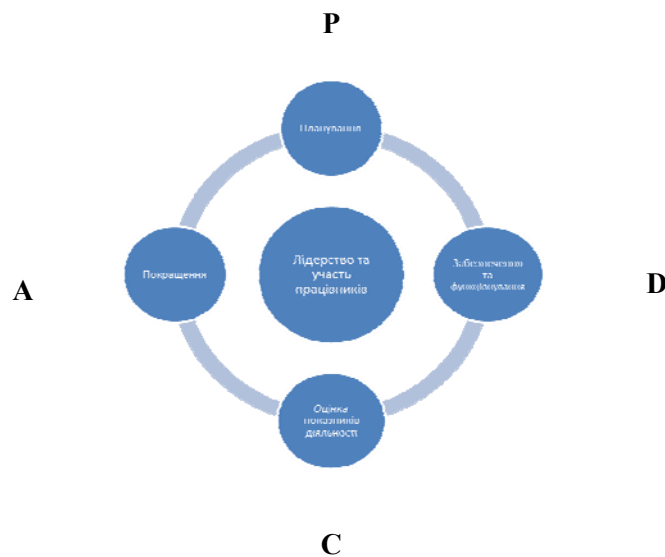 P
Планування
Лідерство та
участь
працівників
Забезпечення
та
функціонування
Покращення
A
D
Оцінка
показників
діяльності
C